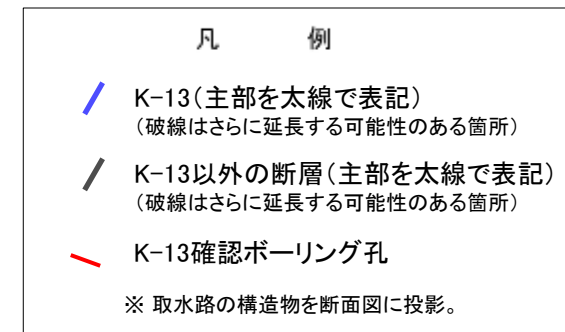 凡　例
K-13(主部を太線で表記)
(破線はさらに延長する可能性のある箇所)
K-13以外の断層(主部を太線で表記)
(破線はさらに延長する可能性のある箇所)
K-13確認ボーリング孔
※ 取水路の構造物を断面図に投影。